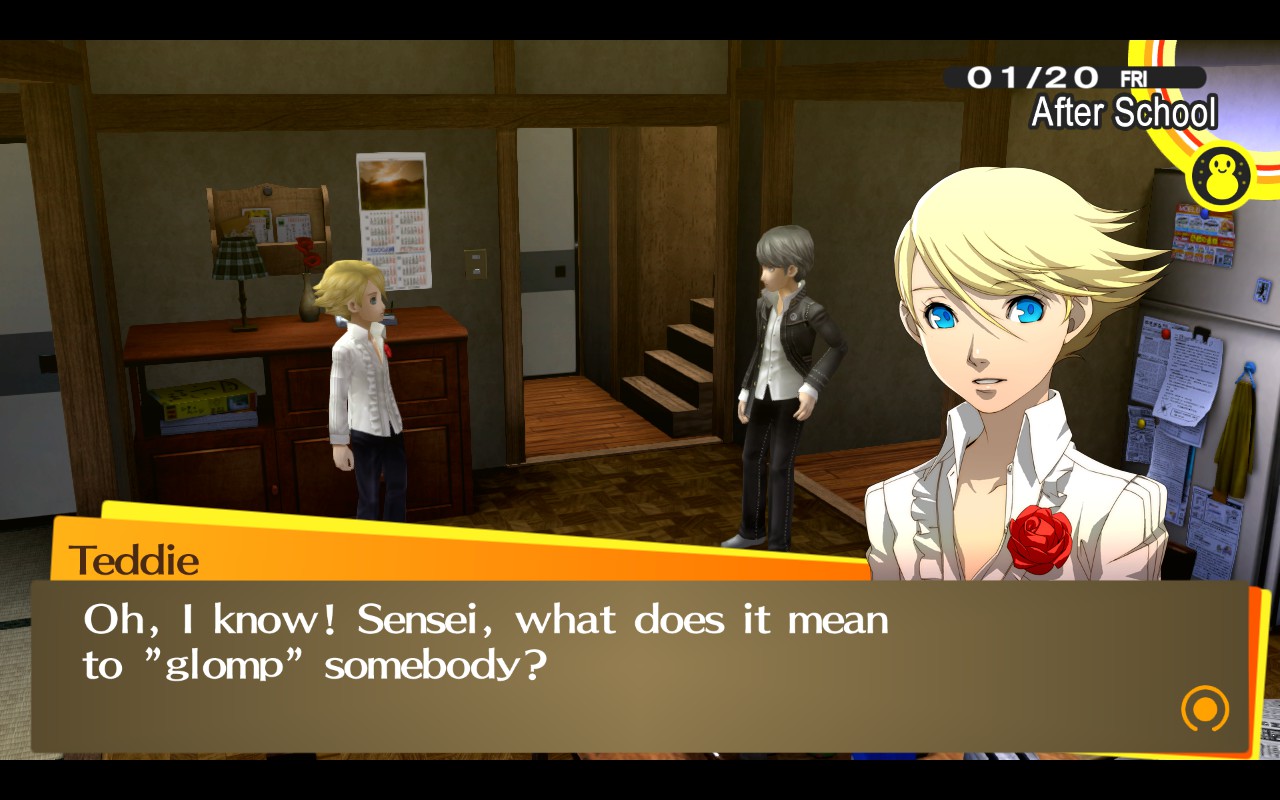 01/20 FRI
After School
Teddie
Oh, I know! Sensei, what does it mean
to ”glomp” somebody?